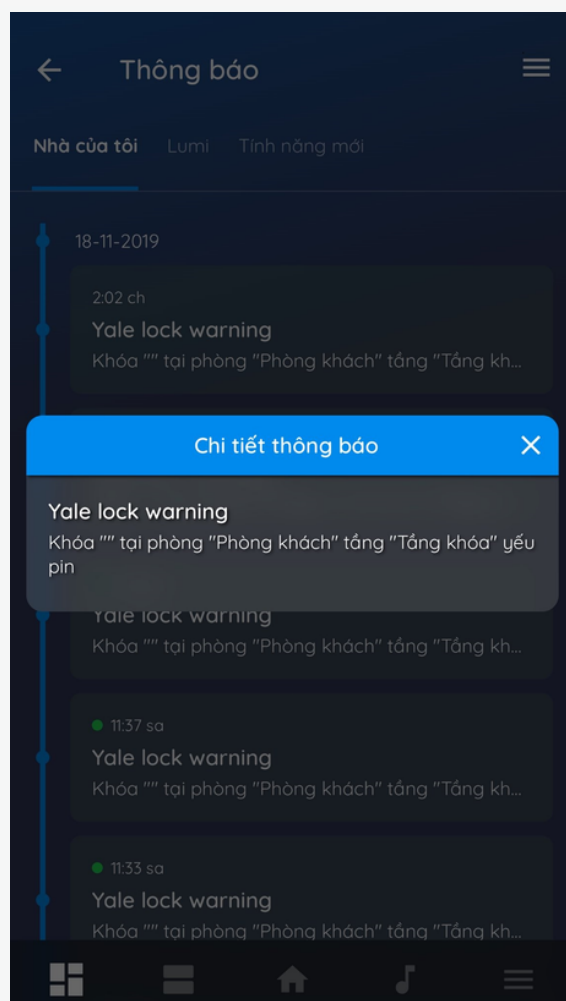 Thông báo
Nhà của tôi Lumi Tính năng mới
18-11-2019
2:02 ch
Yale lock warning
Khóa "" tại phòng "Phòng khách" tầng "Tầng kh...
Chi tiết thông báo
Yale lock warning
Khóa "" tại phòng "Phòng khách" tầng "Tầng khóa" yếu
pin
Yale lock warning
Khóa "" tại phòng "Phòng khách" tầng "Tầng kh...
11:37 sa
Yale lock warning
Khóa "" tại phòng "Phòng khách" tầng "Tầng kh...
11:33 sa
Yale lock warning
Khóa "" tại phòng "Phòng khách" tầng "Tầng kh...